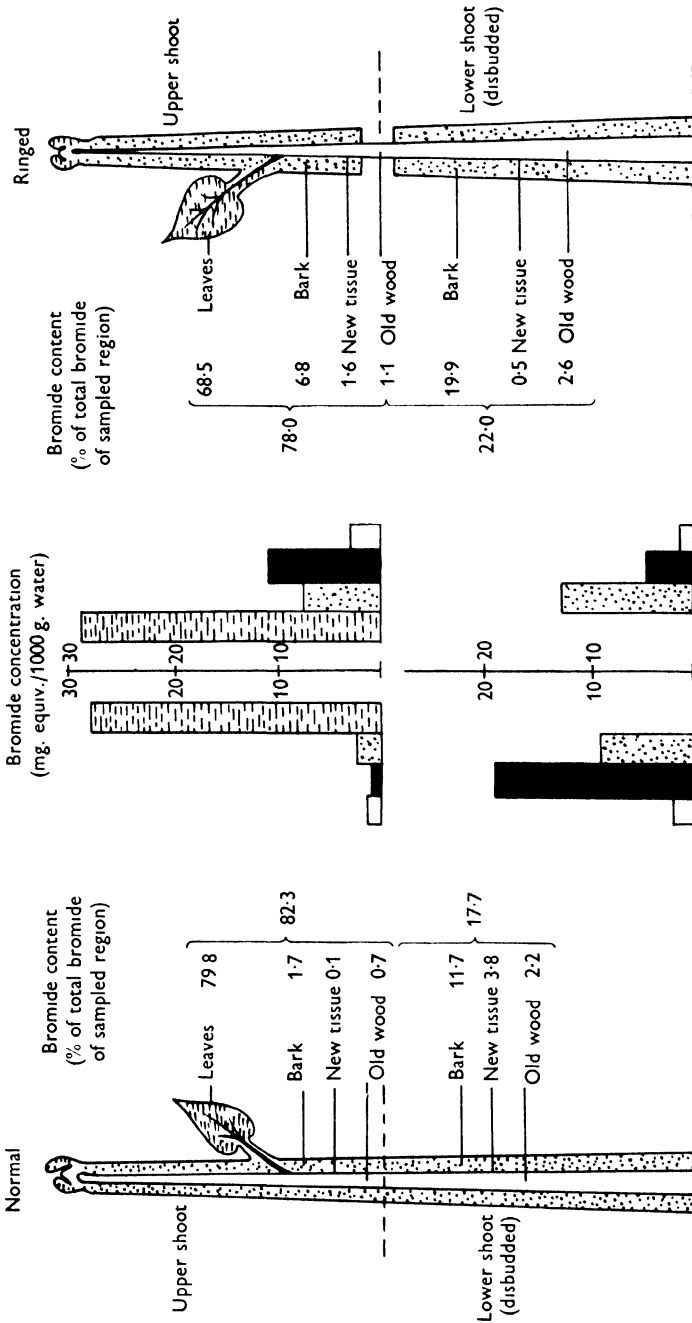 Normal
Upper shoot
Lower shoot
(disbudded)
Bromide content
(% of total bromide
of sampled region)
Leaves 79 8
Bark 1·7
New tissue 0·1
Old wood 0·7
82·3
Bark 11·7
New tissue 3·8
Old wood 2·2
17·7
Bromide concentration
(mg. equiv./1000 g. water)
30 30
20 20
10 10
20 20
10 10
Bromide content
(% of total bromide
of sampled region)
68·5 Leaves
6·8 Bark
1·6 New tissue
1·1 Old wood
78·0
19·9 Bark
0·5 New tissue
2·6 Old wood
22·0
Ringed
Upper shoot
Lower shoot
(disbudded)